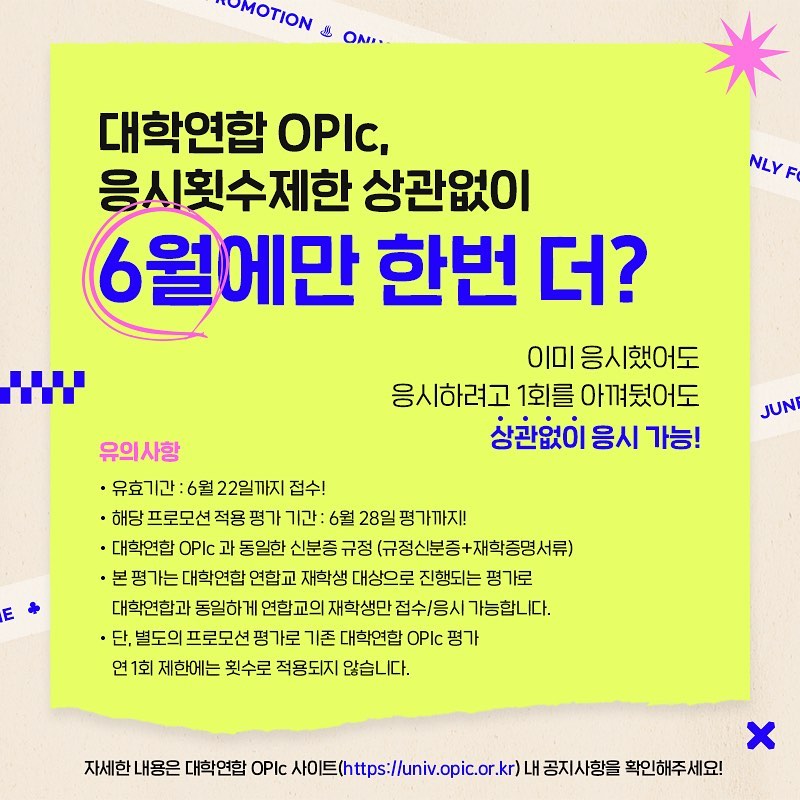 PROMOTION ♨ ONLY
대학연합 OPIc,
응시횟수제한 상관없이
6월에만 한번 더?
이미 응시했어도
응시하려고 1회를 아껴뒀어도
상관없이 응시 가능!
유의사항
• 유효기간 : 6월 22일까지 접수!
• 해당 프로모션 적용 평가 기간 : 6월 28일 평가까지!
• 대학연합 OPIc 과 동일한 신분증 규정 (규정신분증+재학증명서류)
• 본 평가는 대학연합 연합교 재학생 대상으로 진행되는 평가로
대학연합과 동일하게 연합교의 재학생만 접수/응시 가능합니다.
• 단, 별도의 프로모션 평가로 기존 대학연합 OPIc 평가
연 1회 제한에는 횟수로 적용되지 않습니다.
자세한 내용은 대학연합 OPIc 사이트(https://univ.opic.or.kr) 내 공지사항을 확인해주세요!